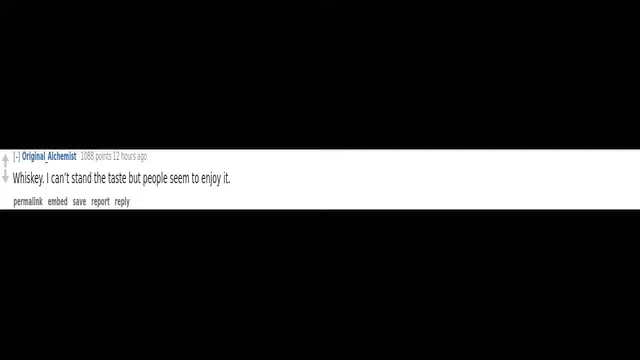 [-] Original_Alchemist 1088 points 12 hours ago
Whiskey. I can't stand the taste but people seem to enjoy it.
permalink embed save report reply